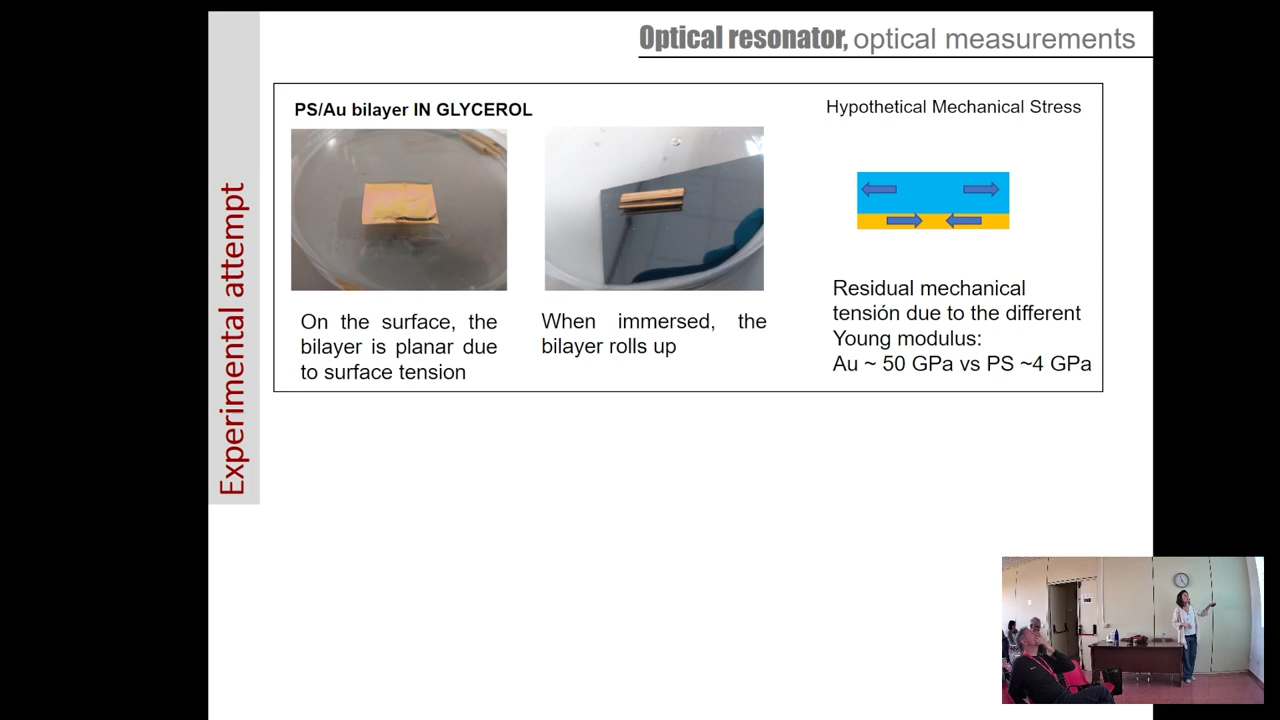 Optical resonator, optical measurements
Experimental attempt
PS/Au bilayer IN GLYCEROL
Hypothetical Mechanical Stress
On the surface, the
bilayer is planar due
to surface tension
When immersed, the
bilayer rolls up
Residual mechanical
tensión due to the different
Young modulus:
Au ~ 50 GPa vs PS ~4 GPa